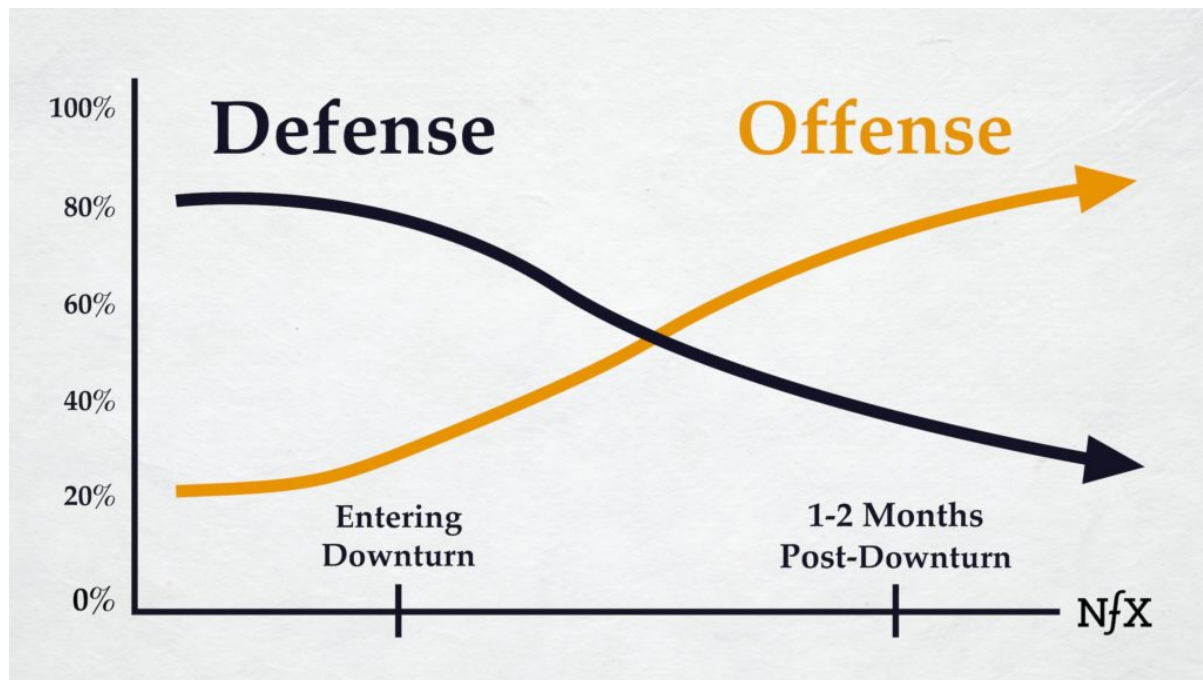 100%
Defense
Offense
80%
60%
40%
20%
Entering
Downturn
1-2 Months
Post-Downturn
0%
NfX